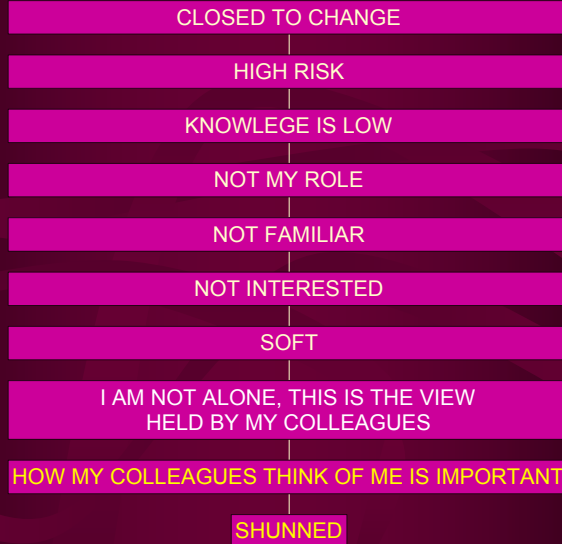 CLOSED TO CHANGE
HIGH RISK
KNOWLEGE IS LOW
NOT MY ROLE
NOT FAMILIAR
NOT INTERESTED
SOFT
I AM NOT ALONE, THIS IS THE VIEW
HELD BY MY COLLEAGUES
HOW MY COLLEAGUES THINK OF ME IS IMPORTANT
SHUNNED